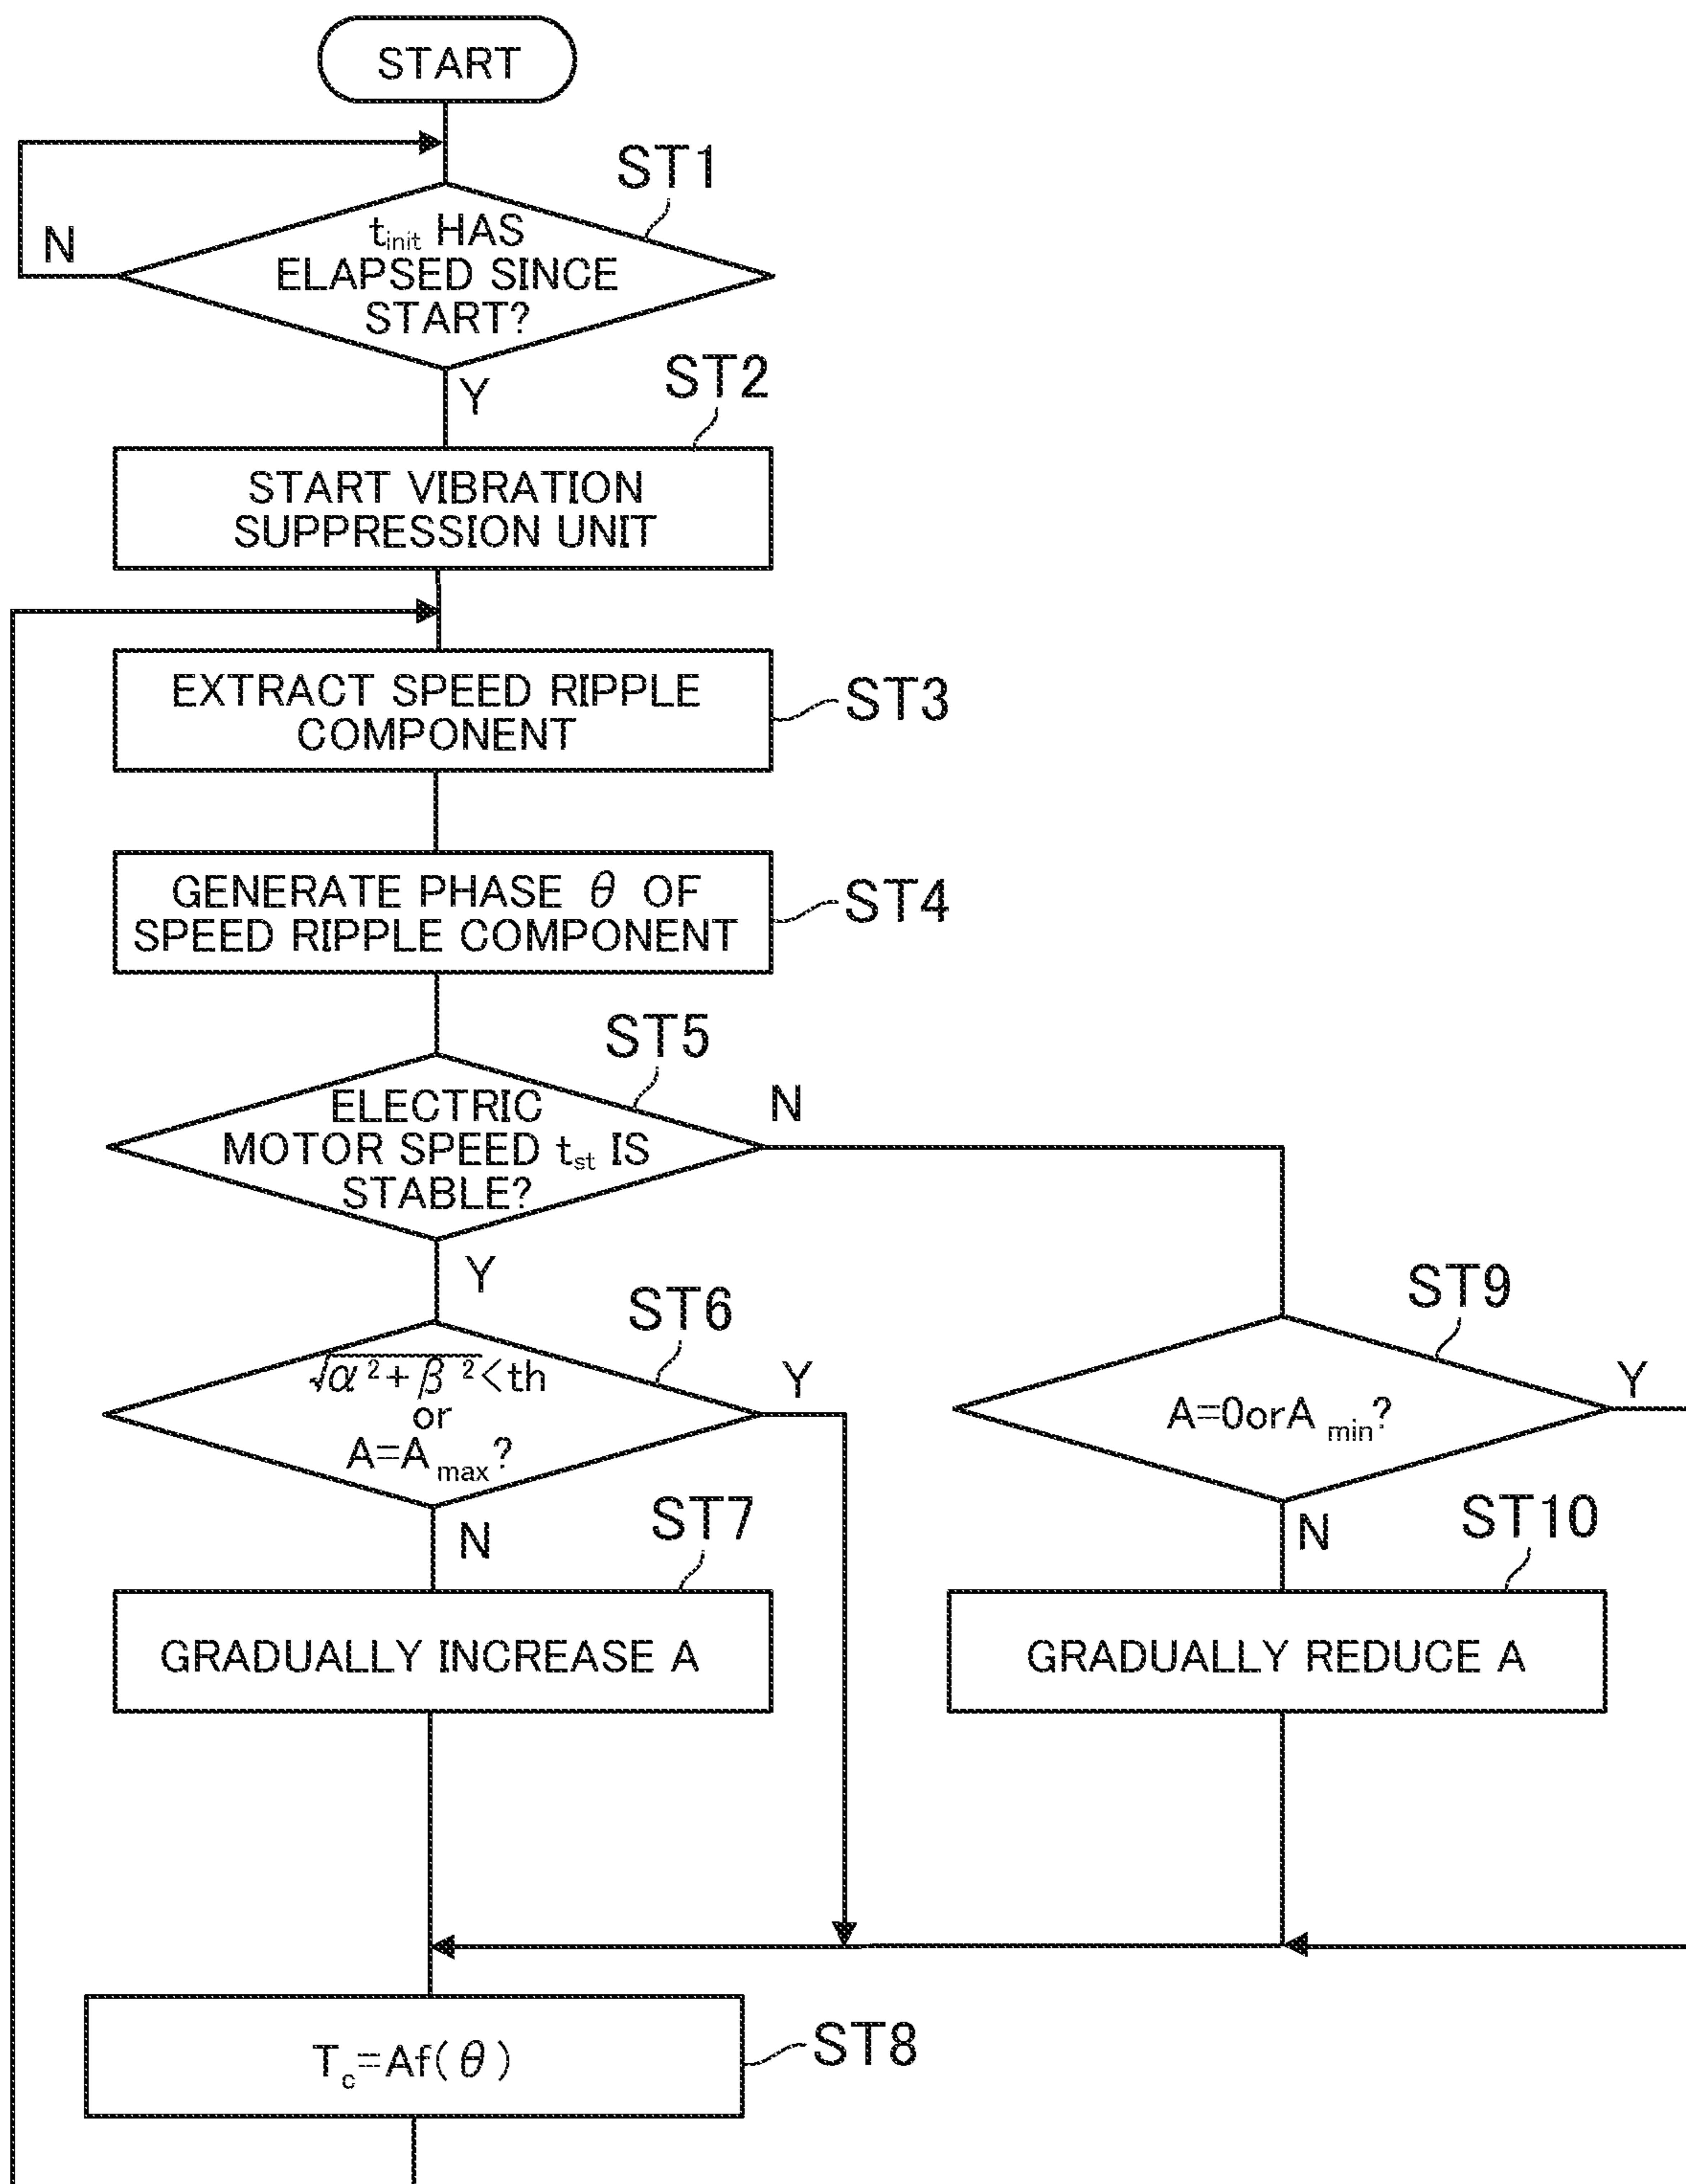 START
ST1
t_init HAS
ELAPSED SINCE
START?
N
Y
ST2
START VIBRATION
SUPPRESSION UNIT
EXTRACT SPEED RIPPLE
COMPONENT
ST3
GENERATE PHASE θ OF
SPEED RIPPLE COMPONENT
ST4
ST5
ELECTRIC
MOTOR SPEED t_st IS
STABLE?
N
Y
ST6
√α²+β²<th
or
A=A max?
Y
N
ST9
A=0orA min?
Y
N
ST7
GRADUALLY INCREASE A
ST10
GRADUALLY REDUCE A
T_c=Af(θ)
ST8